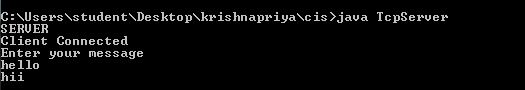 C:\Users\student\Desktop\krishnapriya\cis>java TcpServer
SERVER
Client Connected
Enter your message
hello
hii